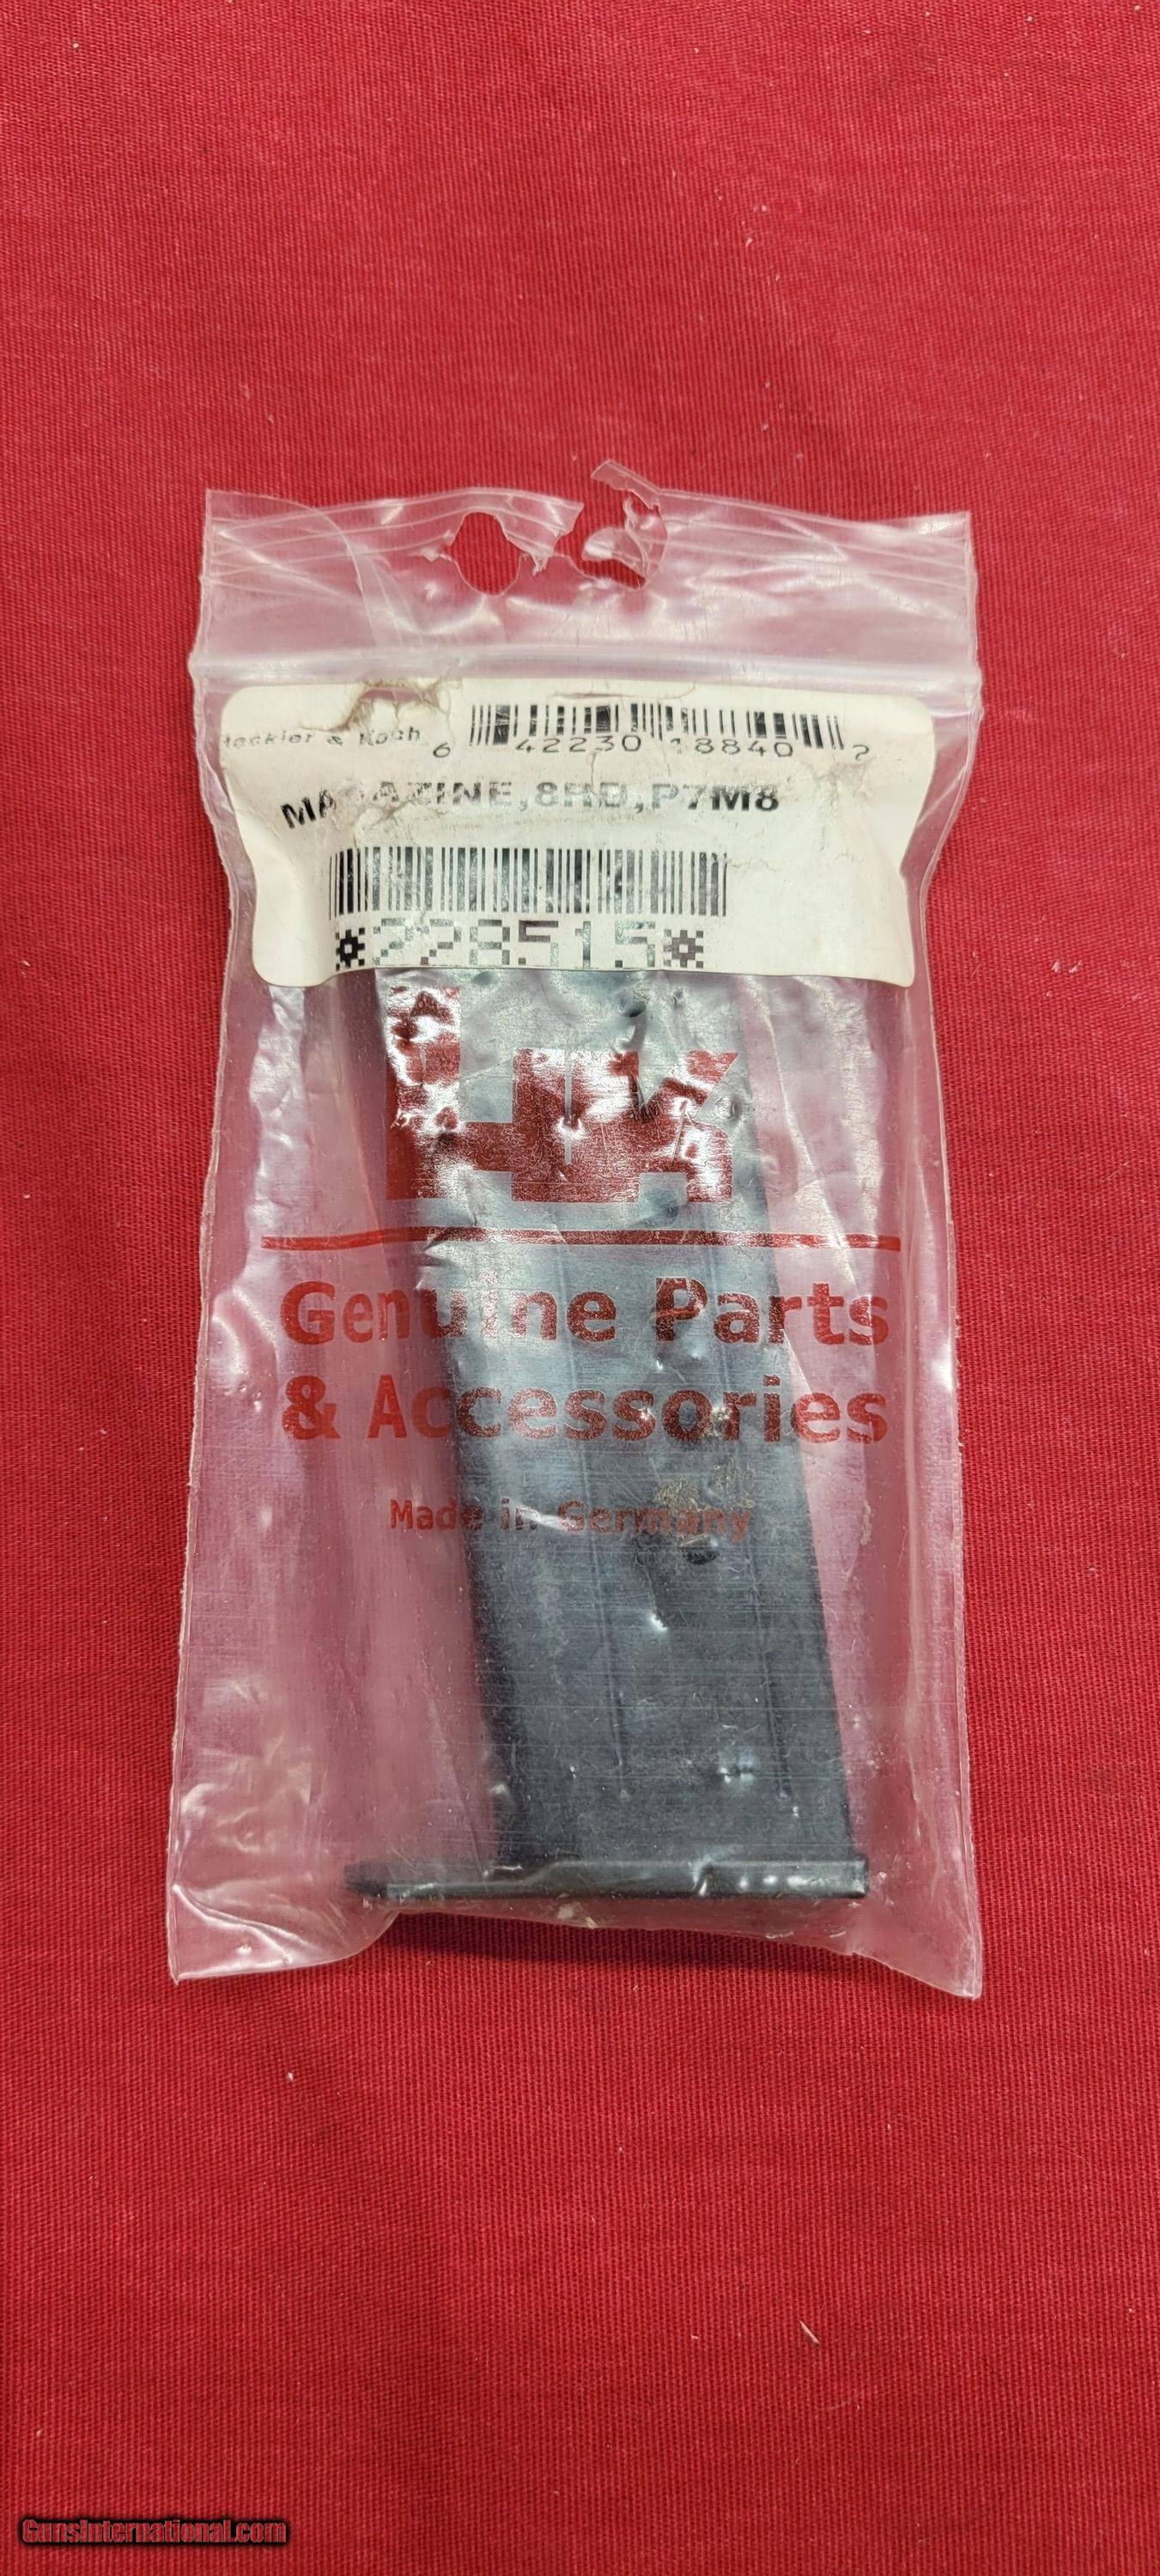 Heckler & Koch
6 42230 18840 2
MAGAZINE,8RD,P7M8
*228515*
HK
Genuine Parts
& Accessories
Made in Germany
GunsInternational.com